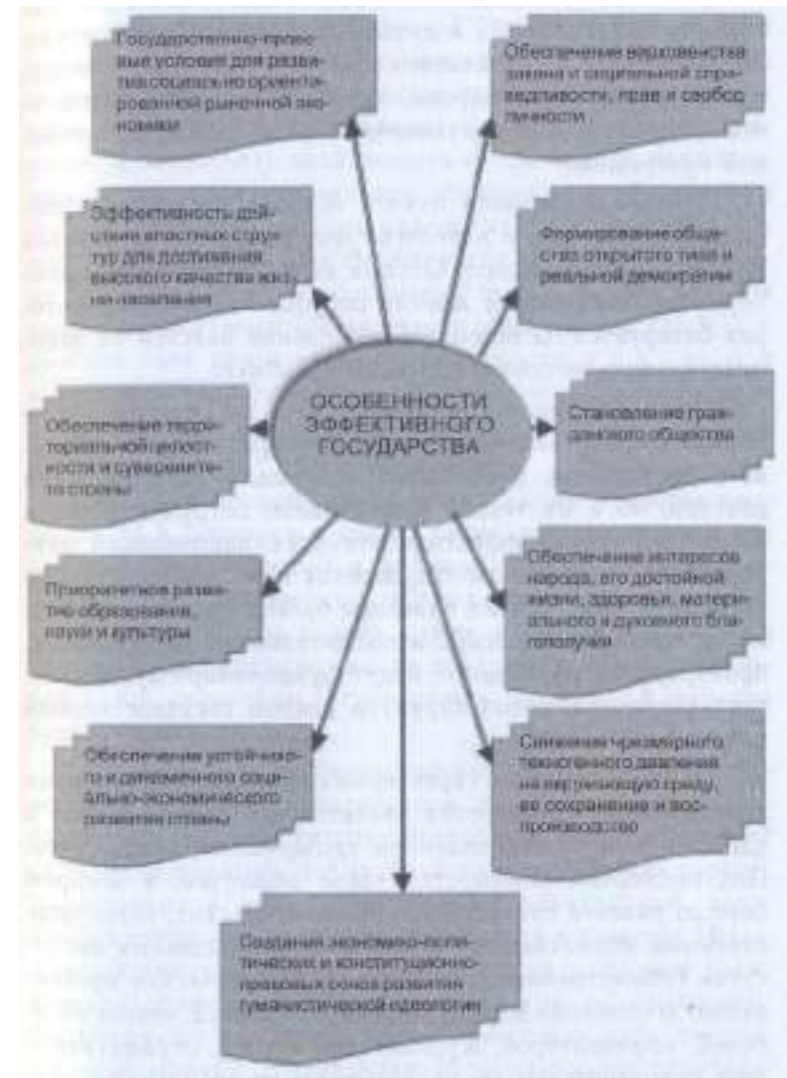 Государственно-право-
вые условия для разви-
тия социально ориенти-
рованной рыночной эко-
номики
Обеспечение верховенства
закона и социальной спра-
ведливости, прав и свобод
личности
Эффективность дей-
ствия властных струк-
тур для достижения
высокого качества жиз-
ни населения
Формирование обще-
ства открытого типа и
реальной демократии
ОСОБЕННОСТИ
ЭФФЕКТИВНОГО
ГОСУДАРСТВА
Обеспечение терри-
ториальной целост-
ности и суверените-
та страны
Становление граж-
данского общества
Приоритетное разви-
тие образования,
науки и культуры
Обеспечение интересов
народа, его достойной
жизни, здоровья, матери-
ального и духовного бла-
гополучия
Обеспечение устойчиво-
го и динамичного соци-
ально-экономического
развития страны
Снижение чрезмерного
техногенного давления
на окружающую среду,
ее сохранение и вос-
производство
Создание экономико-поли-
тических и конституционно-
правовых основ развития
гуманистической идеологии